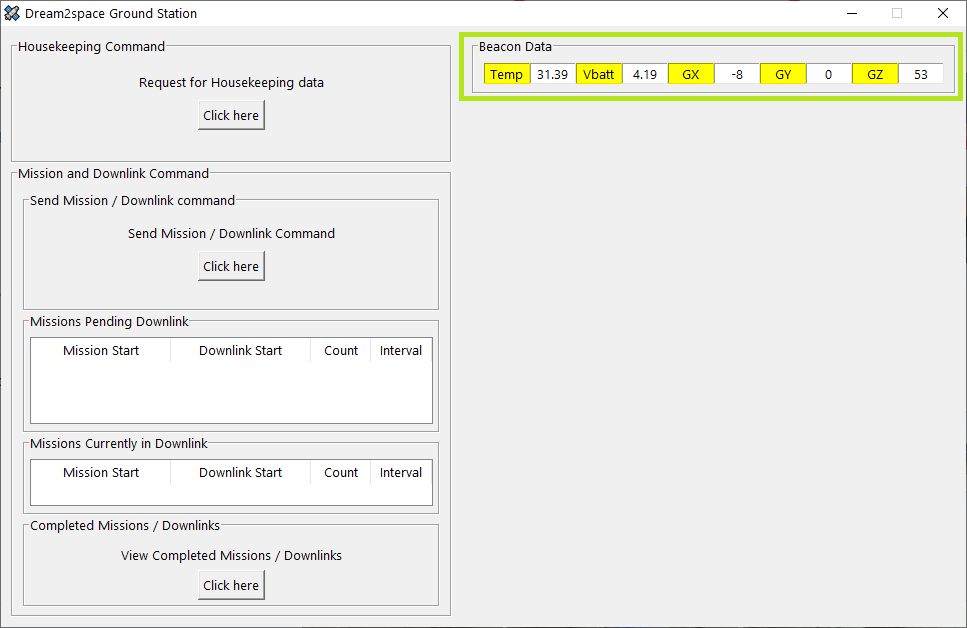 Dream2space Ground Station
Housekeeping Command
Request for Housekeeping data
Click here
Mission and Downlink Command
Send Mission / Downlink command
Send Mission / Downlink Command
Click here
Missions Pending Downlink
Mission Start Downlink Start Count Interval
Missions Currently in Downlink
Mission Start Downlink Start Count Interval
Completed Missions / Downlinks
View Completed Missions / Downlinks
Click here
Beacon Data
Temp 31.39 Vbatt 4.19 GX -8 GY 0 GZ 53